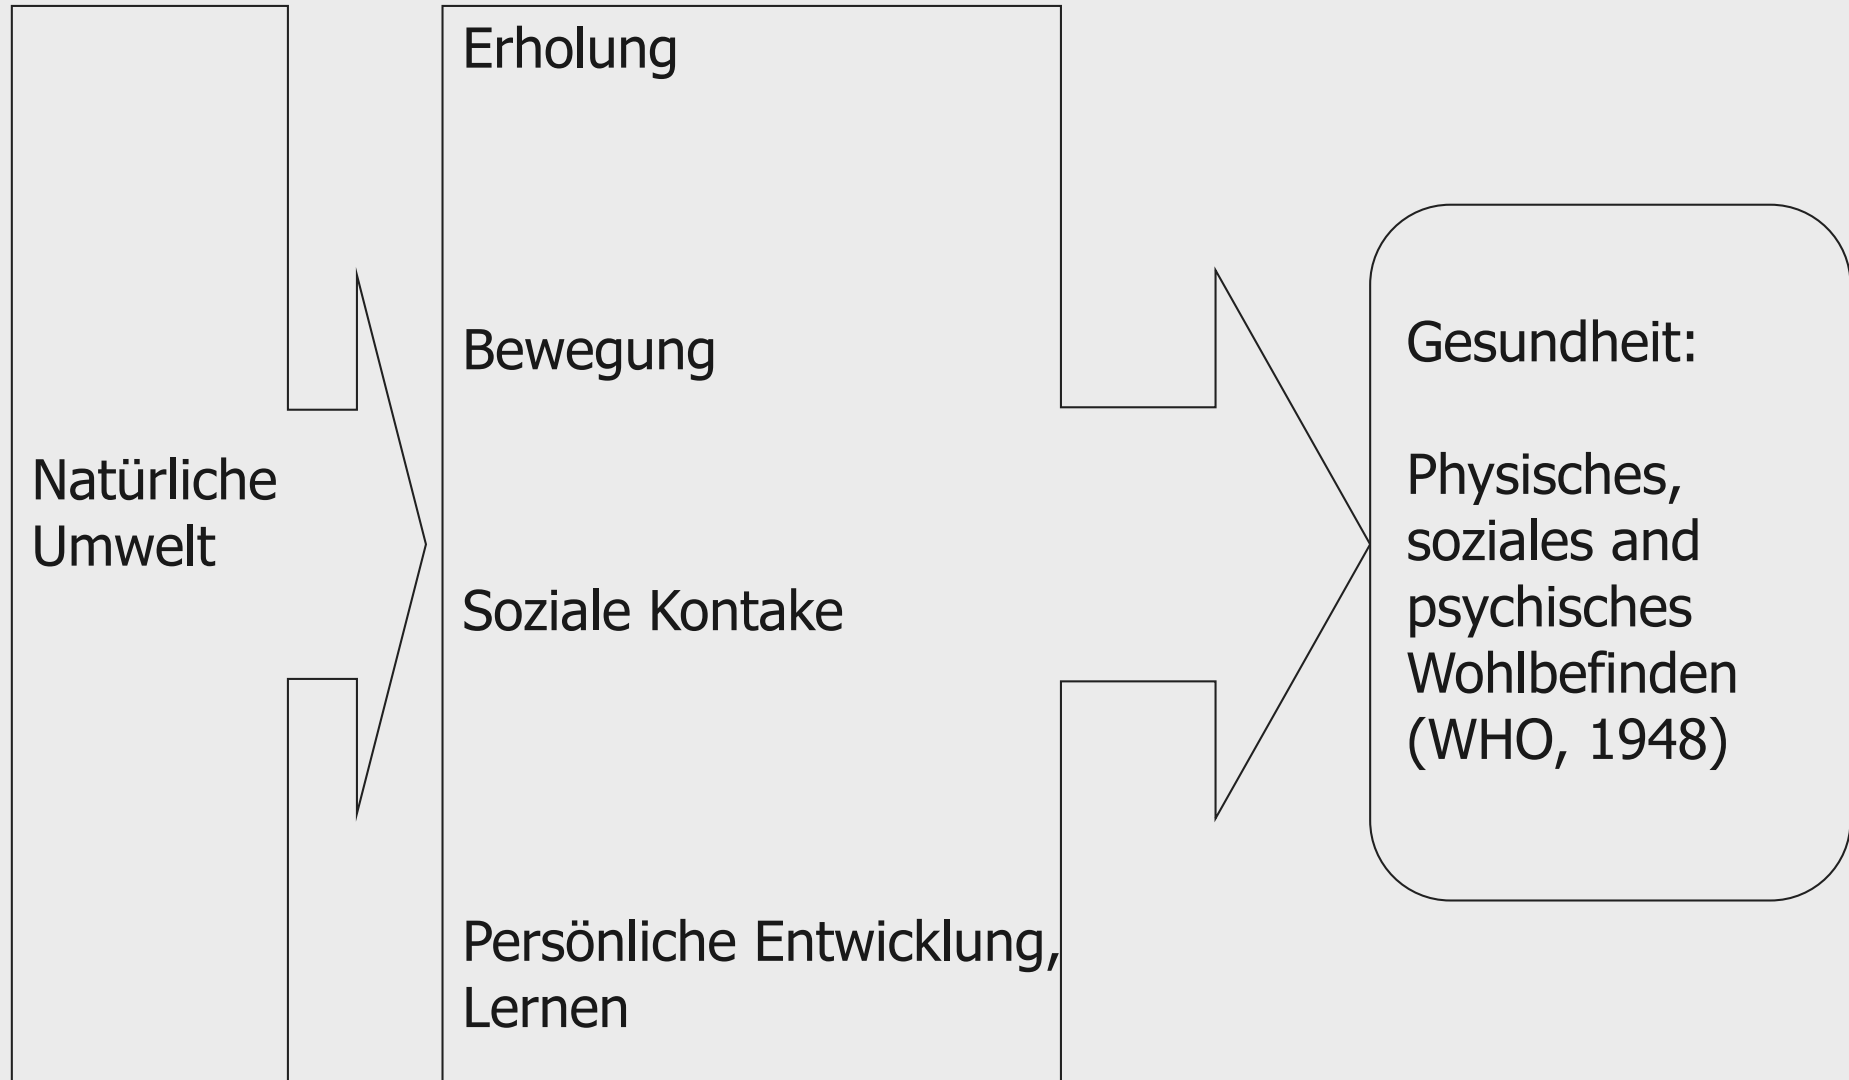 Natürliche
Umwelt
Erholung
Bewegung
Soziale Kontake
Persönliche Entwicklung,
Lernen
Gesundheit:
Physisches,
soziales and
psychisches
Wohlbefinden
(WHO, 1948)